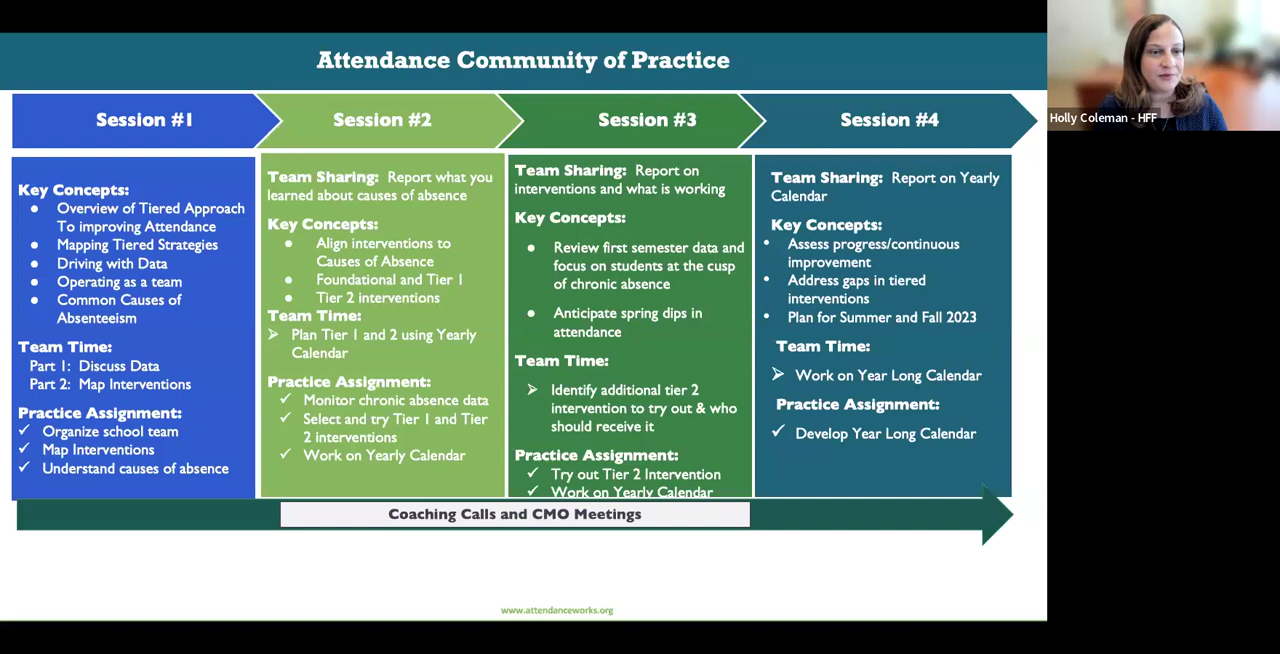 Attendance Community of Practice
Session #1
Session #2
Session #3
Session #4
Key Concepts:
● Overview of Tiered Approach
To improving Attendance
● Mapping Tiered Strategies
● Driving with Data
● Operating as a team
● Common Causes of
Absenteeism
Team Time:
Part 1: Discuss Data
Part 2: Map Interventions
Practice Assignment:
✓ Organize school team
✓ Map Interventions
✓ Understand causes of absence
Team Sharing: Report what you
learned about causes of absence
Key Concepts:
● Align interventions to
Causes of Absence
● Foundational and Tier 1
● Tier 2 interventions
Team Time:
➢ Plan Tier 1 and 2 using Yearly
Calendar
Practice Assignment:
✓ Monitor chronic absence data
✓ Select and try Tier 1 and Tier
2 interventions
✓ Work on Yearly Calendar
Team Sharing: Report on
interventions and what is working
Key Concepts:
● Review first semester data and
focus on students at the cusp
of chronic absence
● Anticipate spring dips in
attendance
Team Time:
➢ Identify additional tier 2
intervention to try out & who
should receive it
Practice Assignment:
✓ Try out Tier 2 Intervention
✓ Work on Yearly Calendar
Team Sharing: Report on Yearly
Calendar
Key Concepts:
• Assess progress/continuous
improvement
• Address gaps in tiered
interventions
• Plan for Summer and Fall 2023
Team Time:
➢ Work on Year Long Calendar
Practice Assignment:
✓ Develop Year Long Calendar
Coaching Calls and CMO Meetings
www.attendanceworks.org
Holly Coleman - HFF